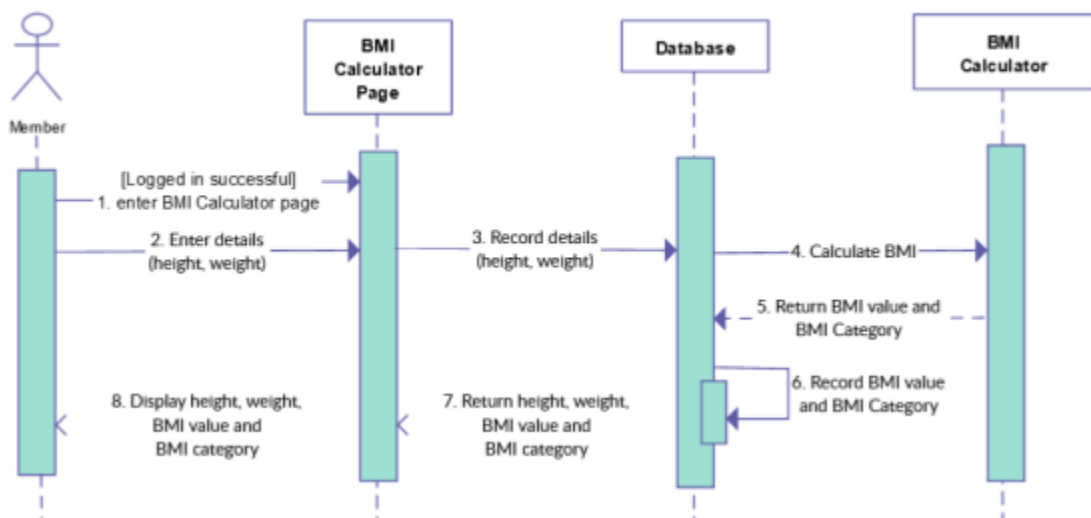 BMI
Calculator
Page
Database
BMI
Calculator
Member
[Logged in successful]
1. enter BMI Calculator page
2. Enter details
(height, weight)
3. Record details
(height, weight)
4. Calculate BMI
5. Return BMI value and
BMI Category
6. Record BMI value
and BMI Category
7. Return height, weight,
BMI value and
BMI category
8. Display height, weight,
BMI value and
BMI category